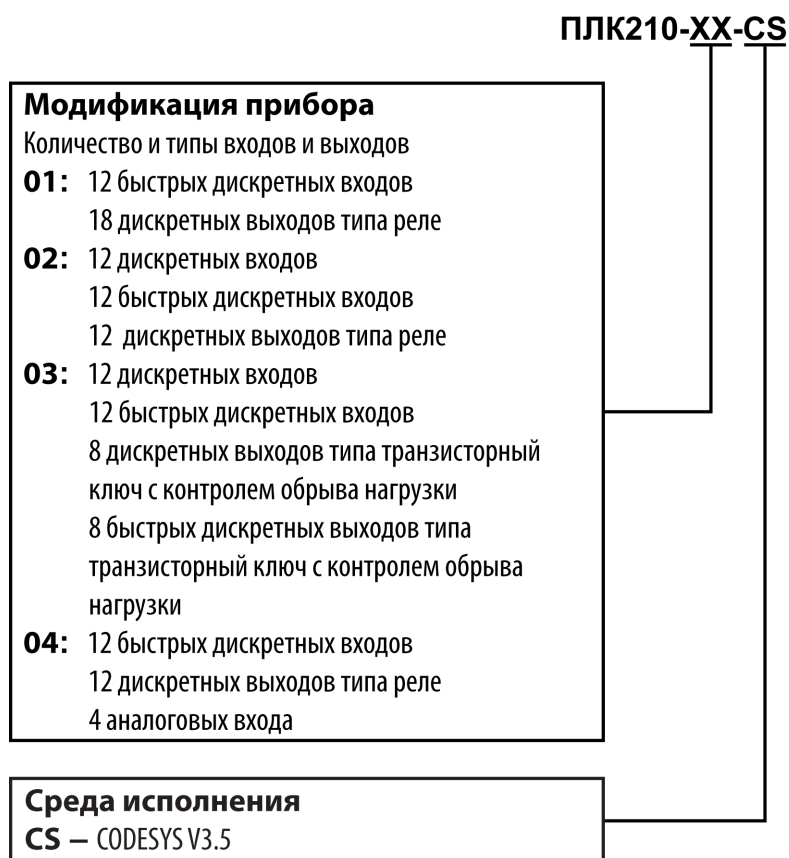 ПЛК210-XX-CS
Модификация прибора
Количество и типы входов и выходов
01: 12 быстрых дискретных входов
18 дискретных выходов типа реле
02: 12 дискретных входов
12 быстрых дискретных входов
12 дискретных выходов типа реле
03: 12 дискретных входов
12 быстрых дискретных входов
8 дискретных выходов типа транзисторный
ключ с контролем обрыва нагрузки
8 быстрых дискретных выходов типа
транзисторный ключ с контролем обрыва
нагрузки
04: 12 быстрых дискретных входов
12 дискретных выходов типа реле
4 аналоговых входа
Среда исполнения
CS – CODESYS V3.5